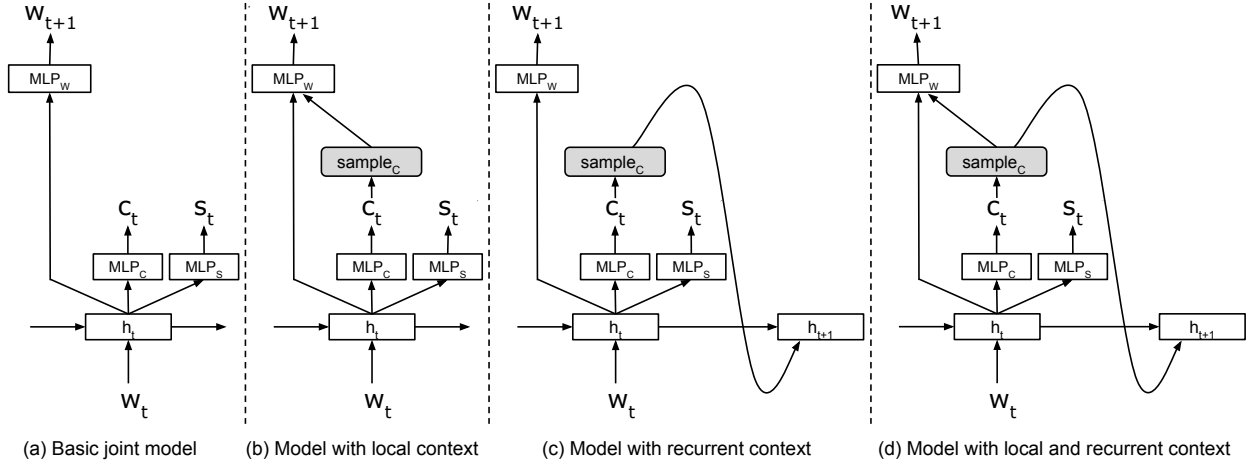 w_{t+1} w_{t+1} w_{t+1} w_{t+1}
MLP_W MLP_W MLP_W MLP_W
sample_C sample_C sample_C
c_t s_t c_t s_t c_t s_t c_t s_t
MLP_C MLP_S MLP_C MLP_S MLP_C MLP_S MLP_C MLP_S
h_t h_t h_t h_{t+1} h_t h_{t+1}
w_t w_t w_t w_t
(a) Basic joint model (b) Model with local context (c) Model with recurrent context (d) Model with local and recurrent context